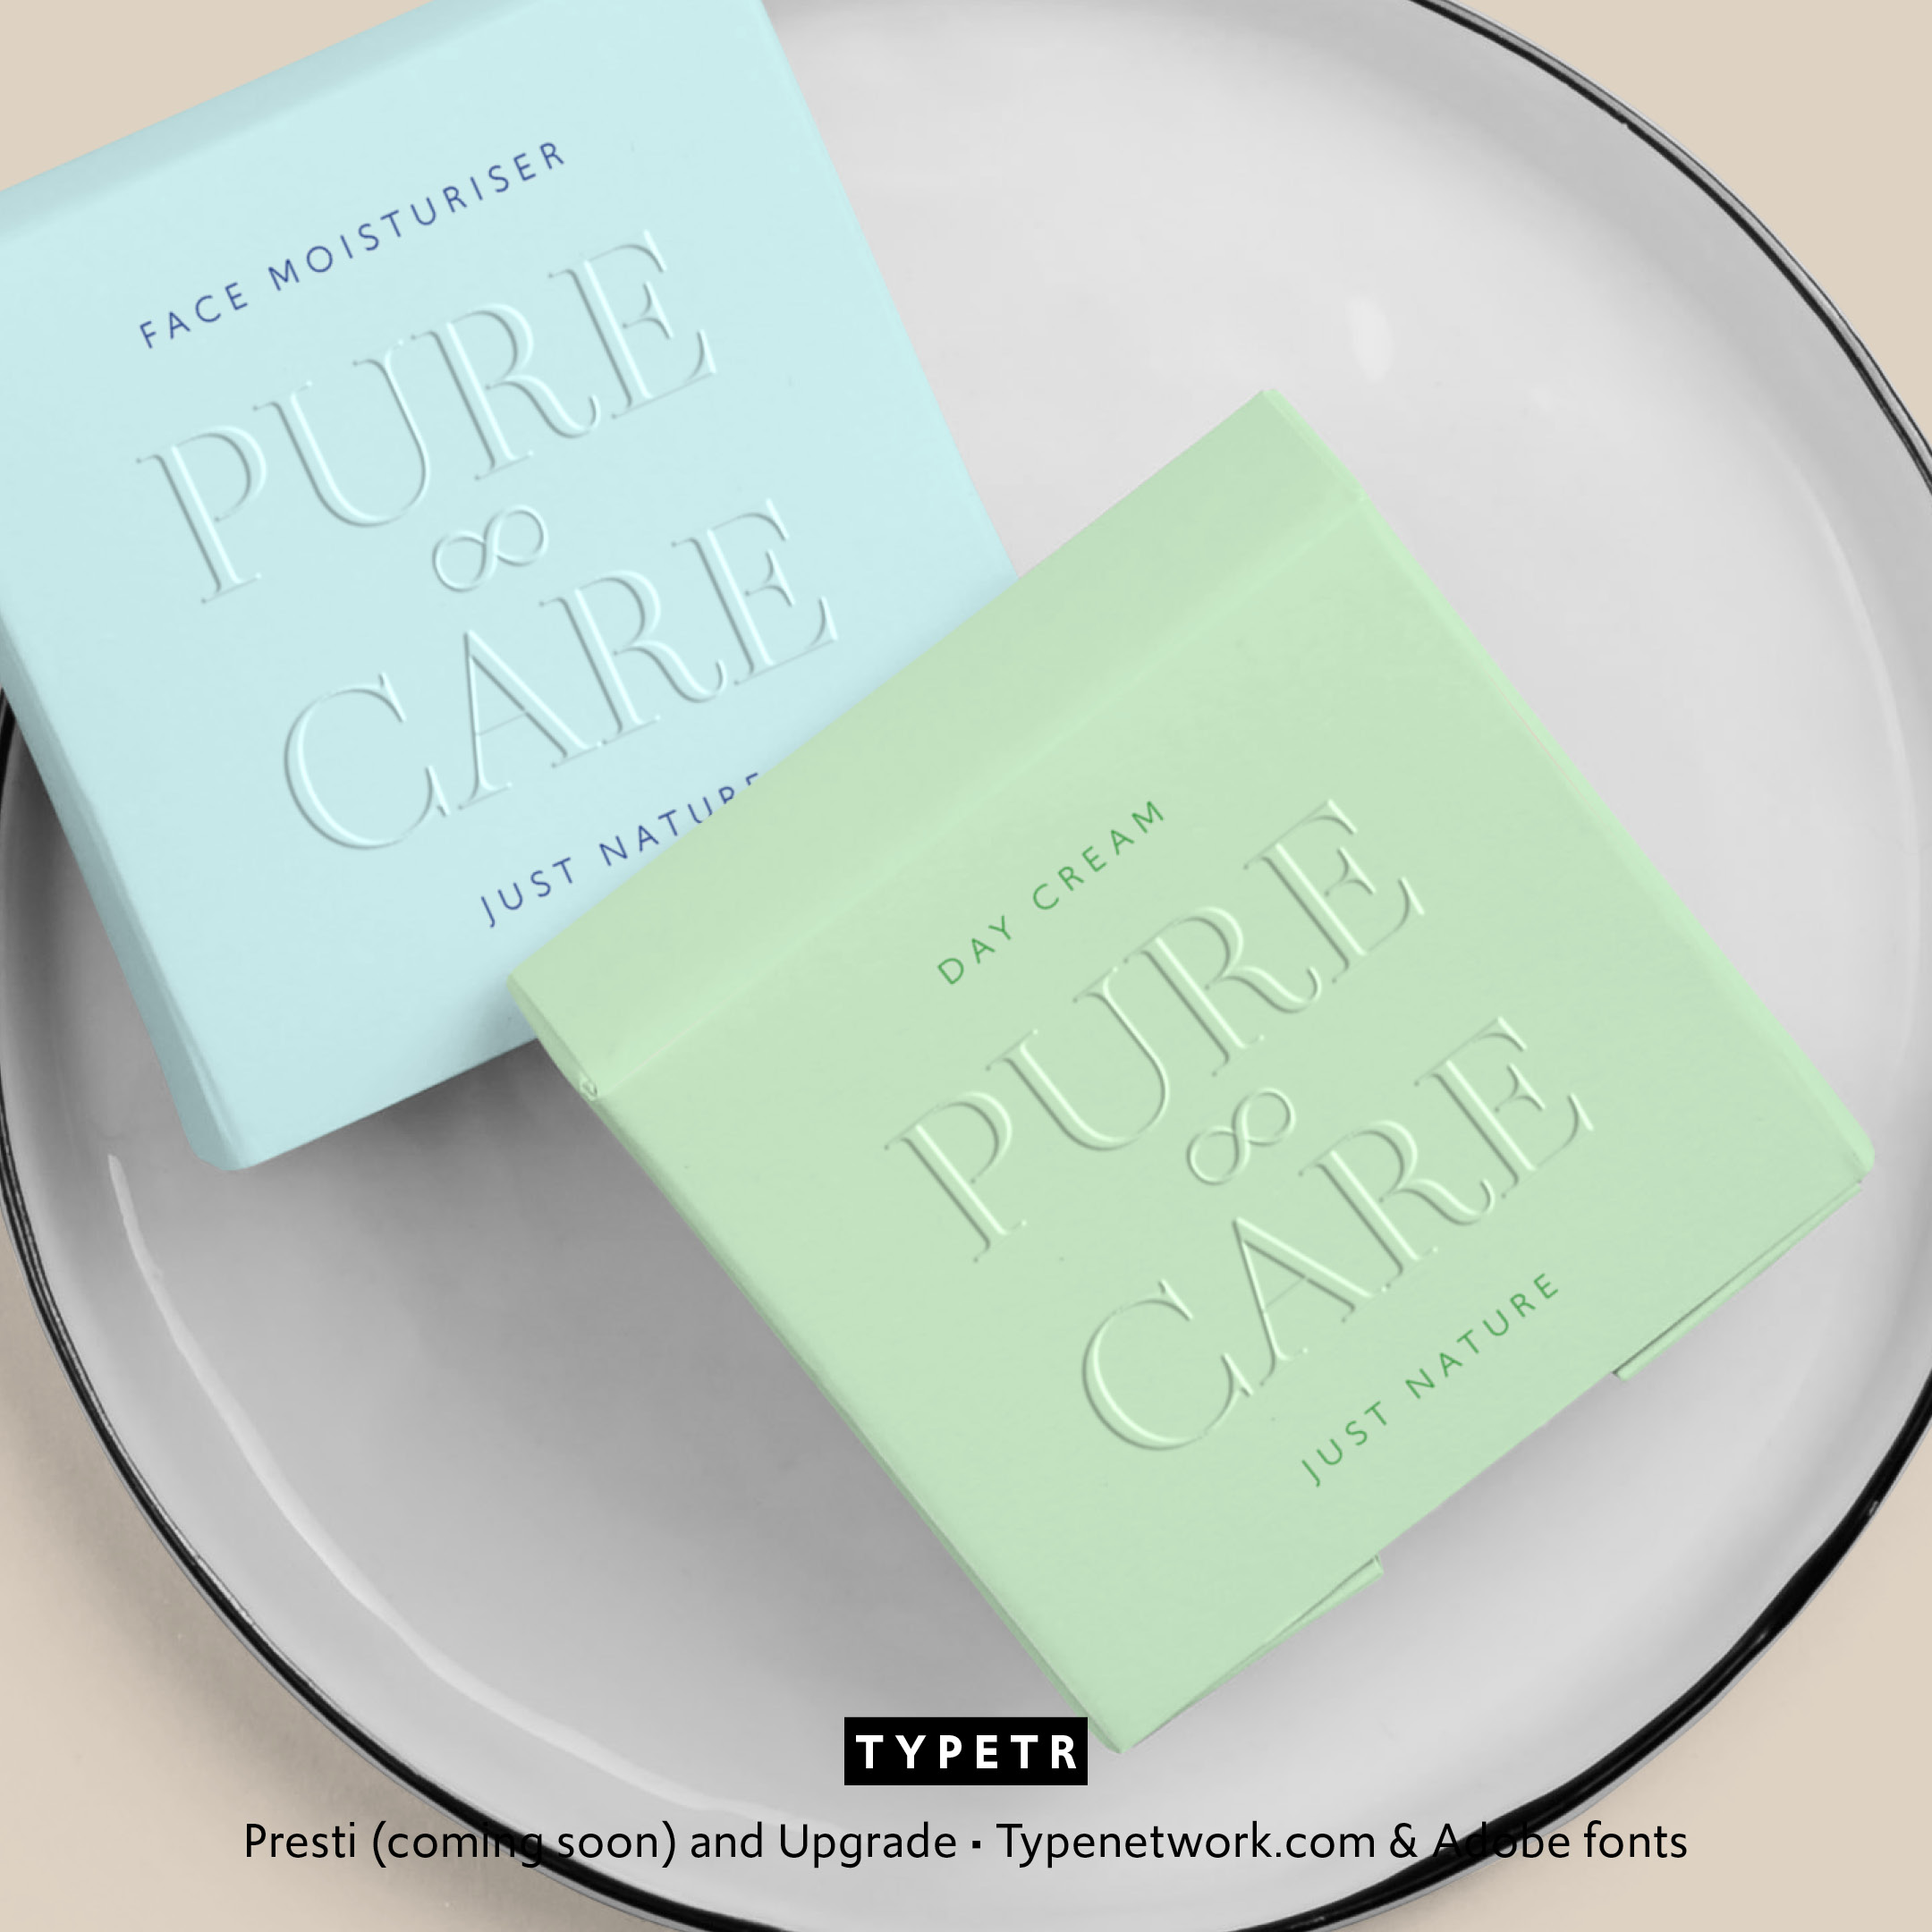 FACE MOISTURISER
PURE
∞
CARE
JUST NATURE
DAY CREAM
PURE
∞
CARE
JUST NATURE
TYPETR
Presti (coming soon) and Upgrade ▪ Typenetwork.com & Adobe fonts